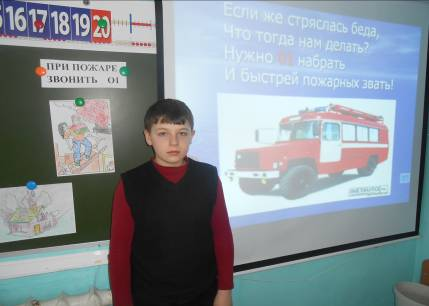 16 17 18 19 20
ПРИ ПОЖАРЕ
ЗВОНИТЬ 01
Если же стряслась беда,
Что тогда нам делать?
Нужно 01 набрать
И быстрей пожарных звать!